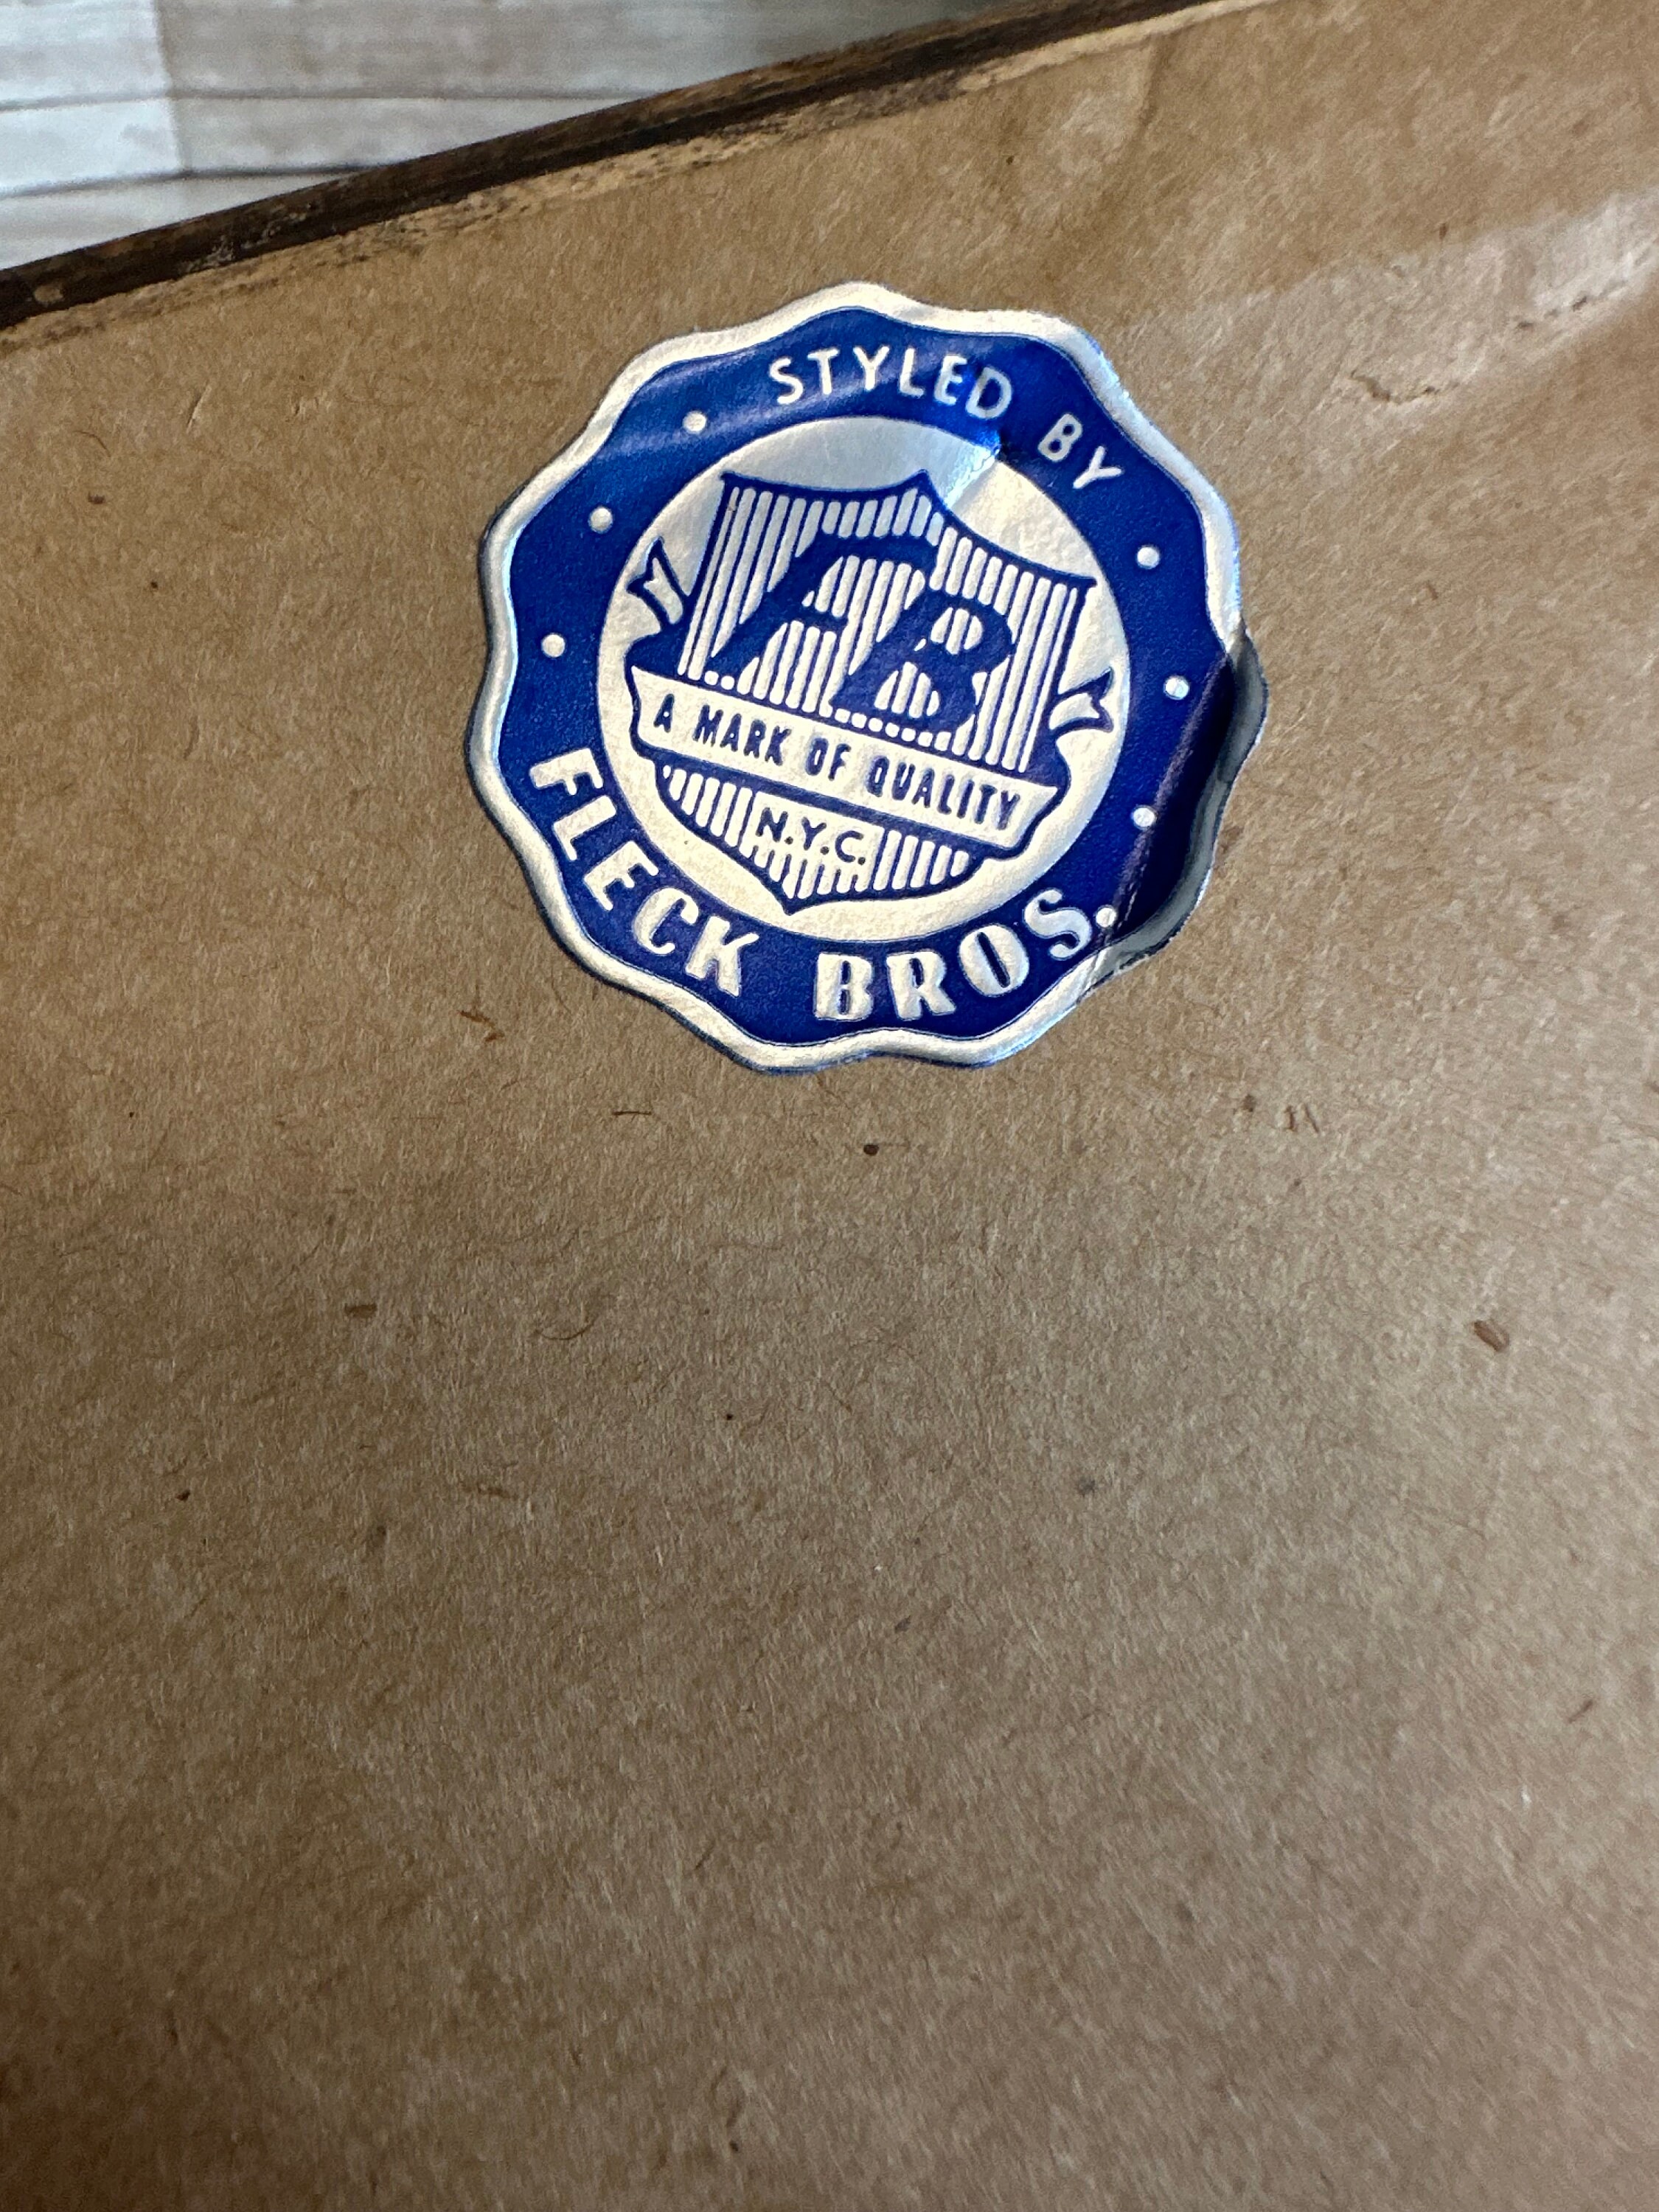 STYLED BY
FB
A MARK OF QUALITY
N.Y.C.
FLECK BROS.